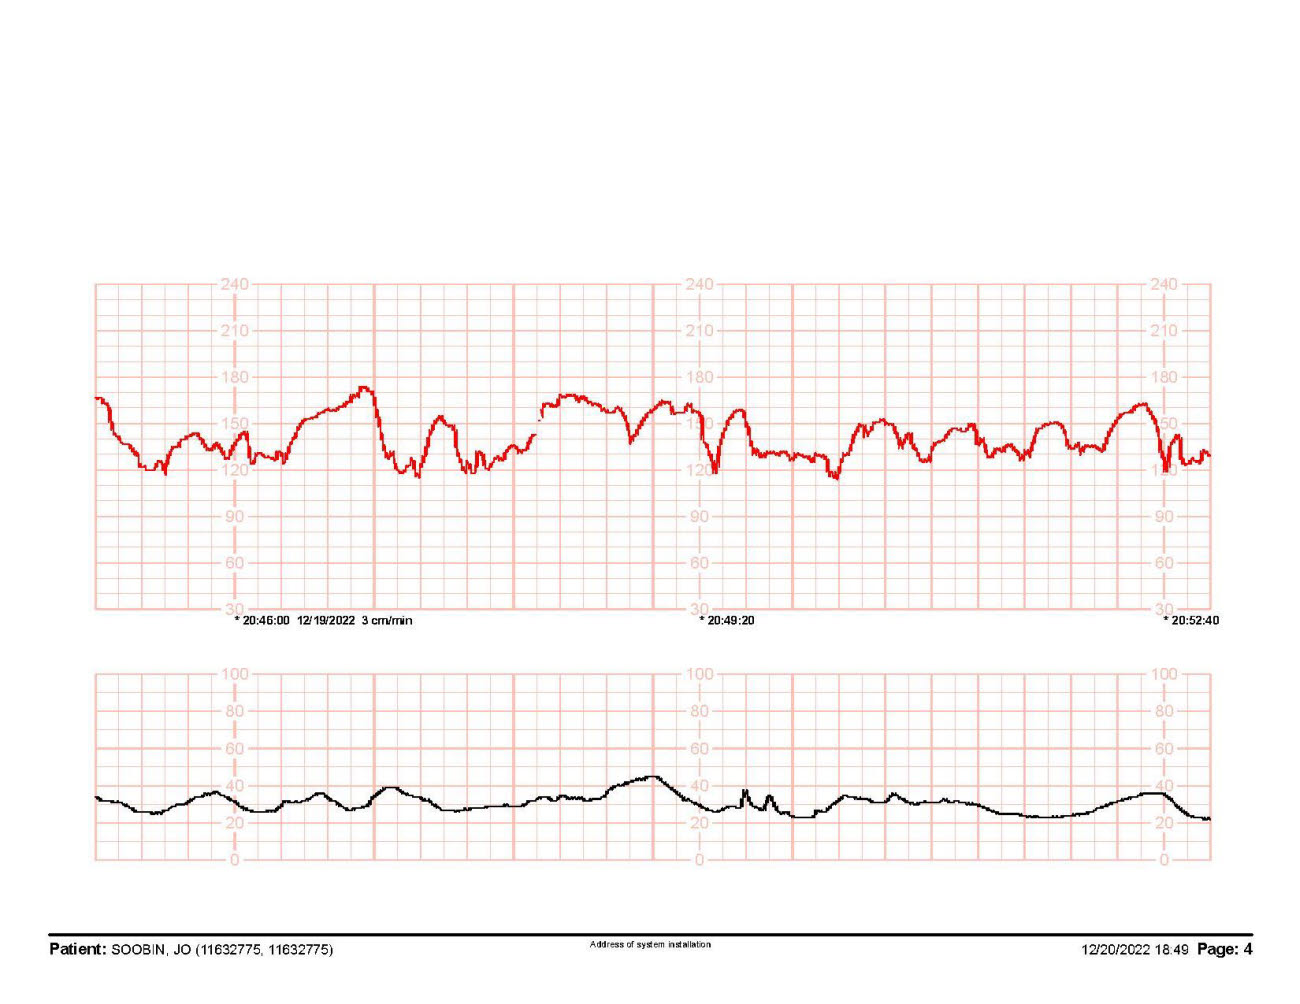 240 240 240
210 210 210
180 180 180
150 150 150
120 120 120
90 90 90
60 60 60
30 30 30
* 20:46:00 12/19/2022 3 cm/min * 20:49:20 * 20:52:40
100 100 100
80 80 80
60 60 60
40 40 40
20 20 20
0 0 0
Patient: SOOBIN, JO (11632775, 11632775) Address of system installation 12/20/2022 18:49 Page: 4